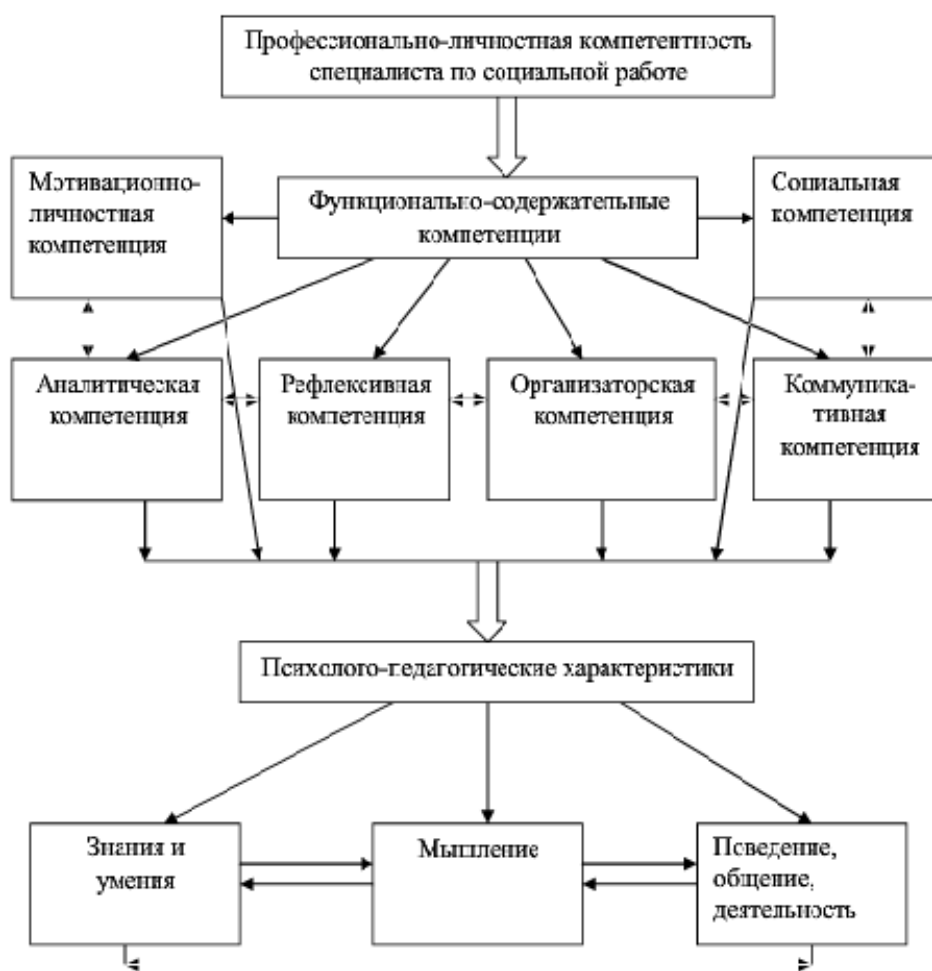 Профессионально-личностная компетентность
специалиста по социальной работе
Мотивационно-
личностная
компетенция
Функционально-содержательные
компетенции
Социальная
компетенция
Аналитическая
компетенция
Рефлексивная
компетенция
Организаторская
компетенция
Коммуника-
тивная
компетенция
Психолого-педагогические характеристики
Знания и
умения
Мышление
Поведение,
общение,
деятельность